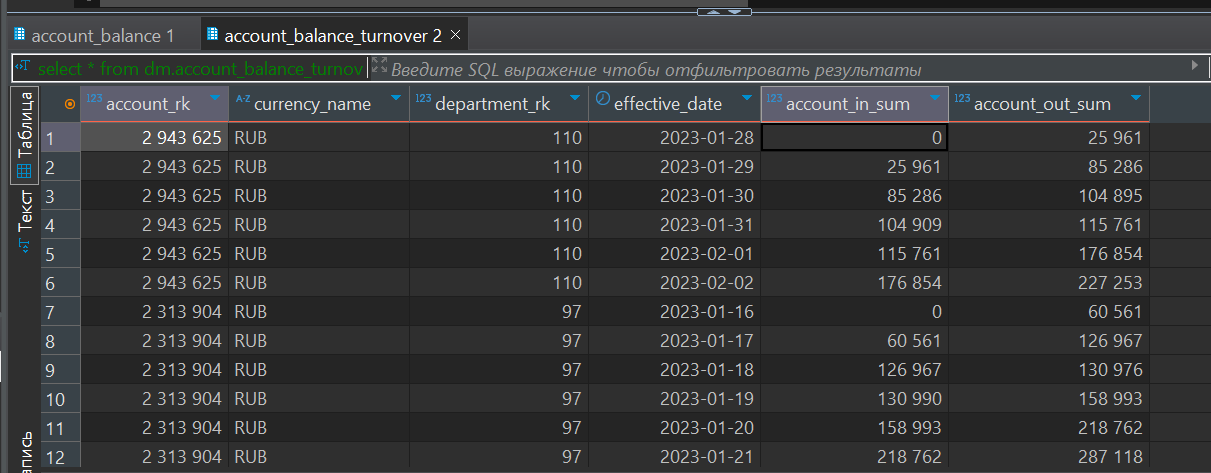 account_balance 1 account_balance_turnover 2
select * from dm.account_balance_turnov Введите SQL выражение чтобы отфильтровать результаты
Таблица
Текст
123 account_rk A-Z currency_name 123 department_rk effective_date 123 account_in_sum 123 account_out_sum
1 2 943 625 RUB 110 2023-01-28 0 25 961
2 2 943 625 RUB 110 2023-01-29 25 961 85 286
3 2 943 625 RUB 110 2023-01-30 85 286 104 895
4 2 943 625 RUB 110 2023-01-31 104 909 115 761
5 2 943 625 RUB 110 2023-02-01 115 761 176 854
6 2 943 625 RUB 110 2023-02-02 176 854 227 253
7 2 313 904 RUB 97 2023-01-16 0 60 561
8 2 313 904 RUB 97 2023-01-17 60 561 126 967
9 2 313 904 RUB 97 2023-01-18 126 967 130 976
10 2 313 904 RUB 97 2023-01-19 130 990 158 993
11 2 313 904 RUB 97 2023-01-20 158 993 218 762
12 2 313 904 RUB 97 2023-01-21 218 762 287 118